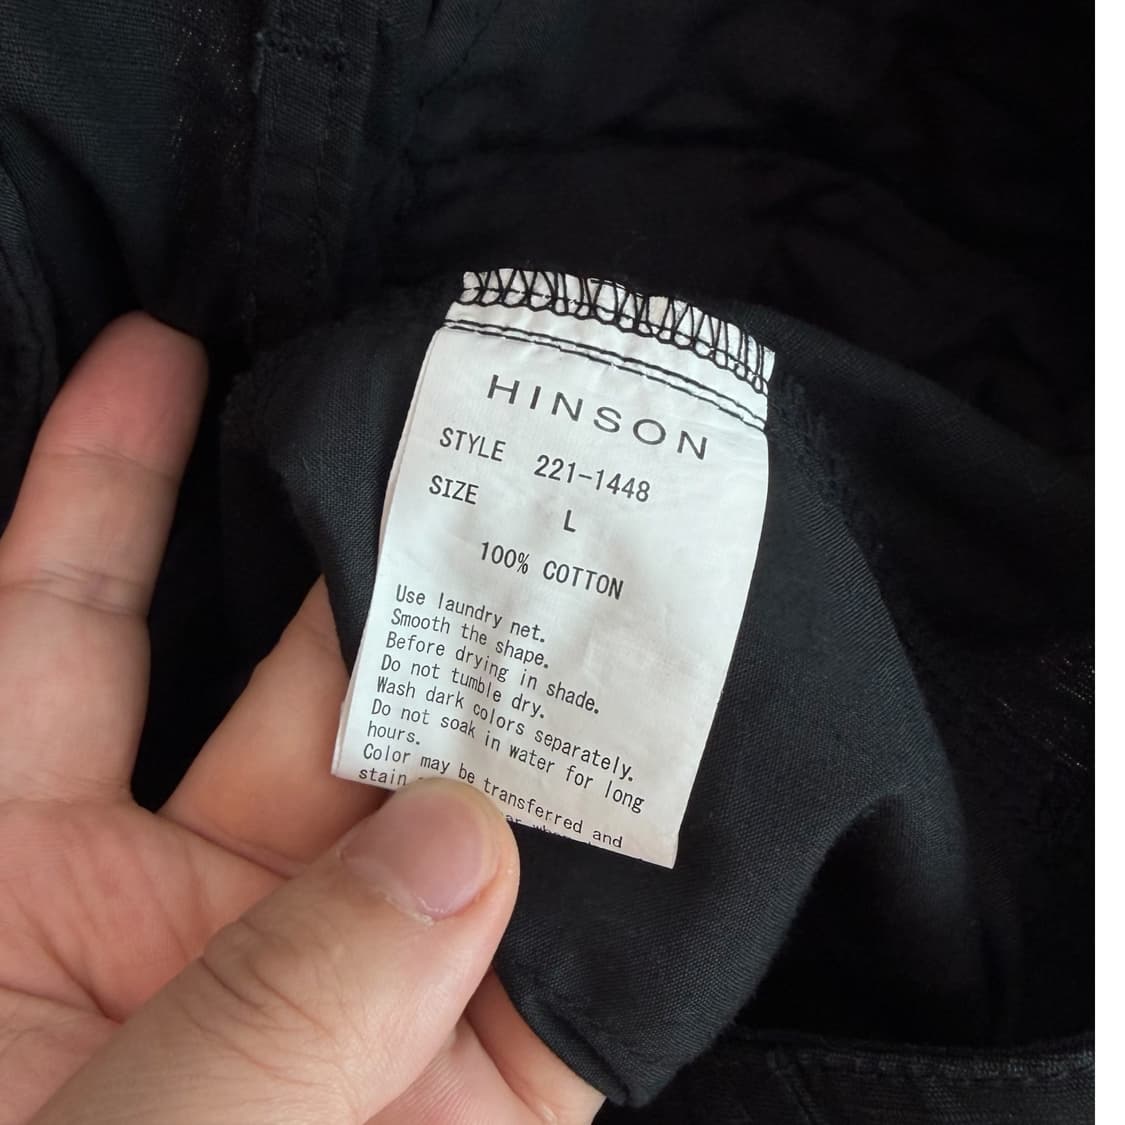 HINSON
STYLE 221-1448
SIZE L
100% COTTON
Use laundry net.
Smooth the shape.
Before drying in shade.
Do not tumble dry.
Wash dark colors separately.
Do not soak in water for long
hours.
Color may be transferred and
stain